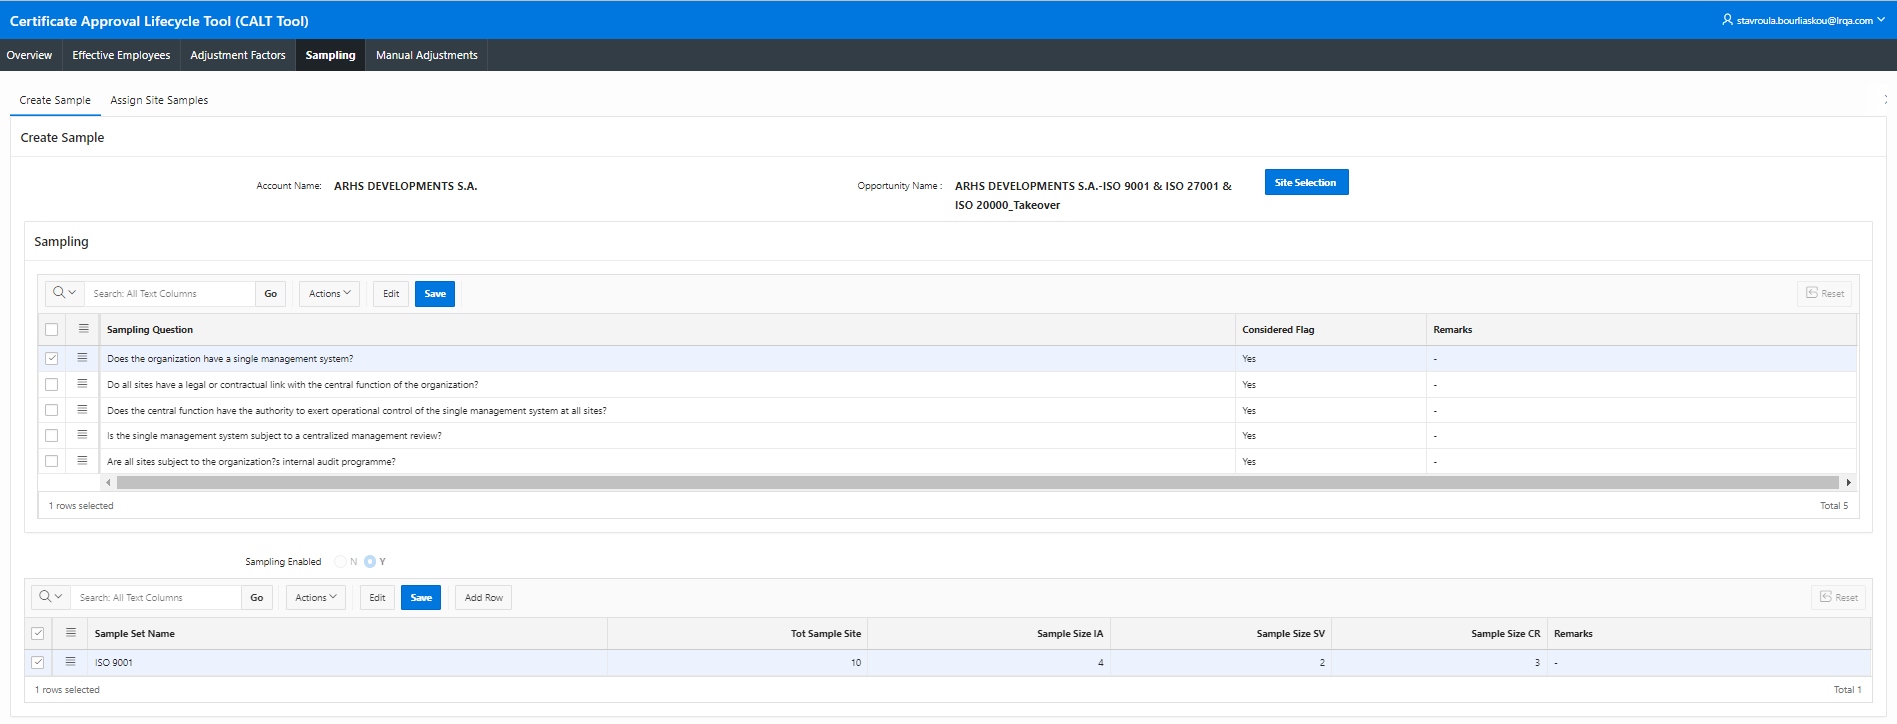 Certificate Approval Lifecycle Tool (CALT Tool)
stavroula.bourliaskou@lrqa.com
Overview Effective Employees Adjustment Factors Sampling Manual Adjustments
Create Sample Assign Site Samples
Create Sample
Account Name: ARHS DEVELOPMENTS S.A. Opportunity Name : ARHS DEVELOPMENTS S.A.-ISO 9001 & ISO 27001 & Site Selection
ISO 20000_Takeover
Sampling
Search: All Text Columns Go Actions Edit Save Reset
Sampling Question Considered Flag Remarks
Does the organization have a single management system? Yes -
Do all sites have a legal or contractual link with the central function of the organization? Yes -
Does the central function have the authority to exert operational control of the single management system at all sites? Yes -
Is the single management system subject to a centralized management review? Yes -
Are all sites subject to the organization?s internal audit programme? Yes -
1 rows selected Total 5
Sampling Enabled N Y
Search: All Text Columns Go Actions Edit Save Add Row Reset
Sample Set Name Tot Sample Site Sample Size IA Sample Size SV Sample Size CR Remarks
ISO 9001 10 4 2 3 -
1 rows selected Total 1